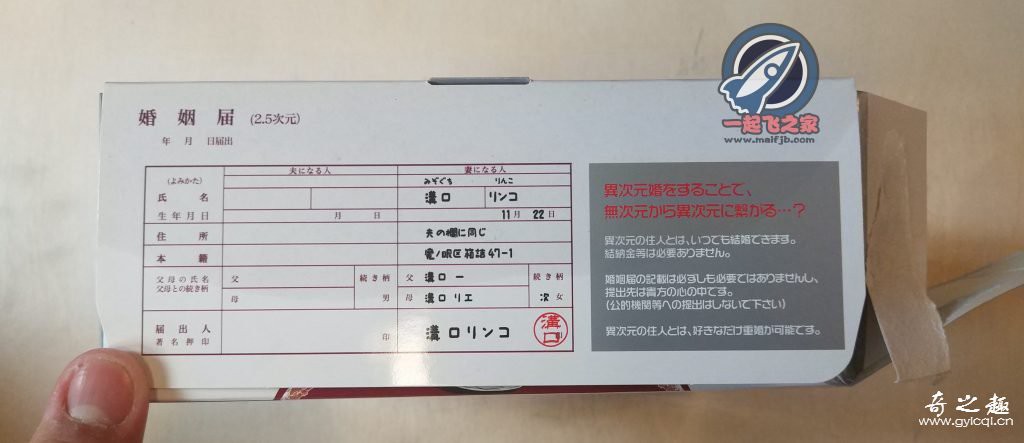 一起飞之家
www.maifjb.com
婚姻届 (2.5次元)
年 月 日届出
夫になる人 妻になる人
(よみかた) みぞぐち りんこ
氏名 溝口 リンコ
生年月日 月 日 11月 22日
住所 夫の欄に同じ
本籍 愛ノ眠区箱詰47-1
父母の氏名 父 続き柄 父 溝口 一 続き柄
父母との続き柄 母 男 母 溝口 リエ 次女
届出人
署名押印 印 溝口リンコ 溝口
異次元婚をすることで、
無次元から異次元に繋がる…?
異次元の住人とは、いつでも結婚できます。
結納金等は必要ありません。
婚姻届の記載は必ずしも必要ではありませんし、
提出先は貴方の心の中です。
(公的機関等への提出はしないで下さい)
異次元の住人とは、好きなだけ重婚が可能です。
奇之趣
www.gyicqi.cn